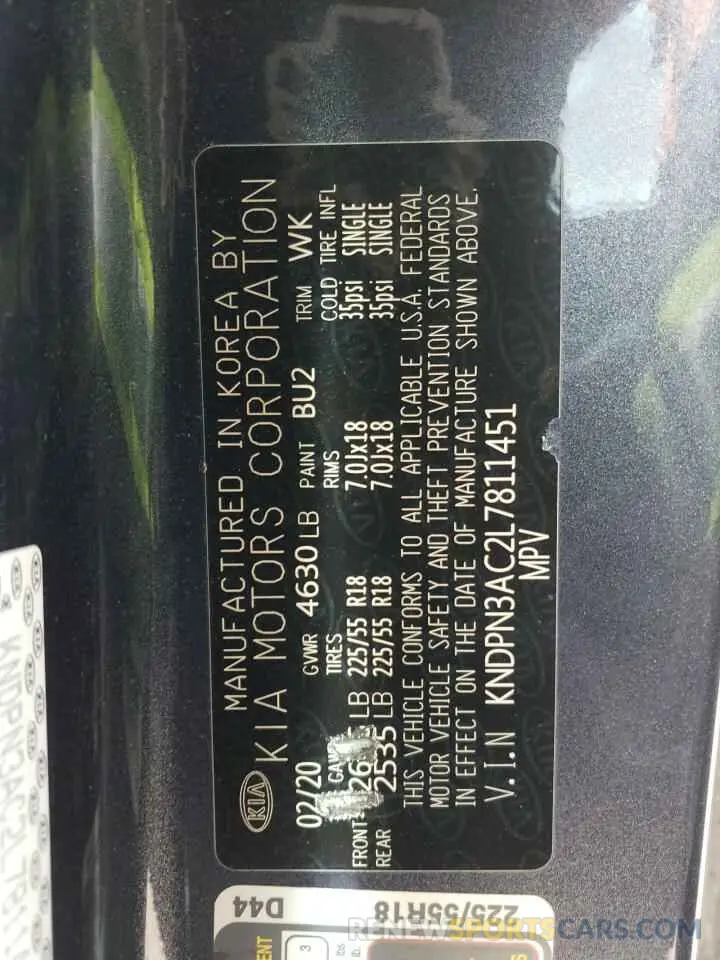 KIA
MANUFACTURED IN KOREA BY
KIA MOTORS CORPORATION
02/20 GVWR 4630 LB PAINT BU2 TRIM WK
TIRES RIMS COLD TIRE INFL
FRONT LB 225/55 R18 7.0Jx18 35psi SINGLE
REAR 2535 LB 225/55 R18 7.0Jx18 35psi SINGLE
THIS VEHICLE CONFORMS TO ALL APPLICABLE U.S.A. FEDERAL
MOTOR VEHICLE SAFETY AND THEFT PREVENTION STANDARDS
IN EFFECT ON THE DATE OF MANUFACTURE SHOWN ABOVE.
V.I.N KNDPN3AC2L7811451
MPV
D44
225/55R18
3
KNDPN3AC2L7811
RENEWSPORTSCARS.COM